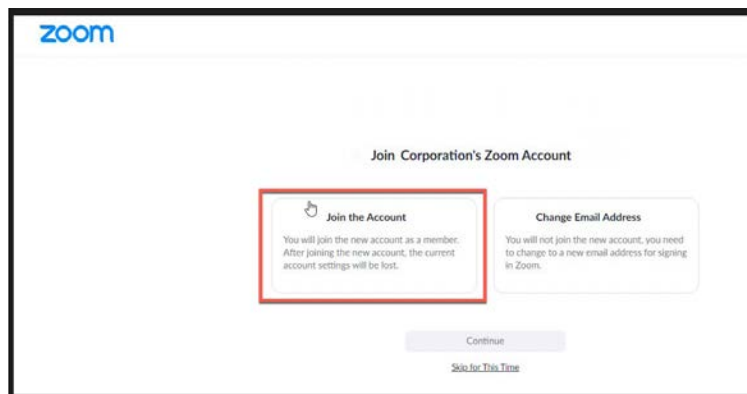 zoom
Join Corporation's Zoom Account
Join the Account
You will join the new account as a member.
After joining the new account, the current
account settings will be lost.
Change Email Address
You will not join the new account, you need
to change to a new email address for signing
in Zoom.
Continue
Skip for This Time